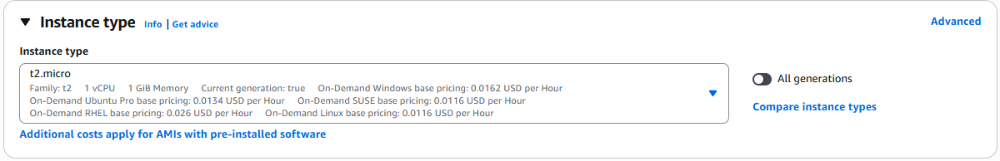 Instance type Info | Get advice
Advanced
Instance type
t2.micro
Family: t2 1 vCPU 1 GiB Memory Current generation: true On-Demand Windows base pricing: 0.0162 USD per Hour
On-Demand Ubuntu Pro base pricing: 0.0134 USD per Hour On-Demand SUSE base pricing: 0.0116 USD per Hour
On-Demand RHEL base pricing: 0.026 USD per Hour On-Demand Linux base pricing: 0.0116 USD per Hour
All generations
Compare instance types
Additional costs apply for AMIs with pre-installed software